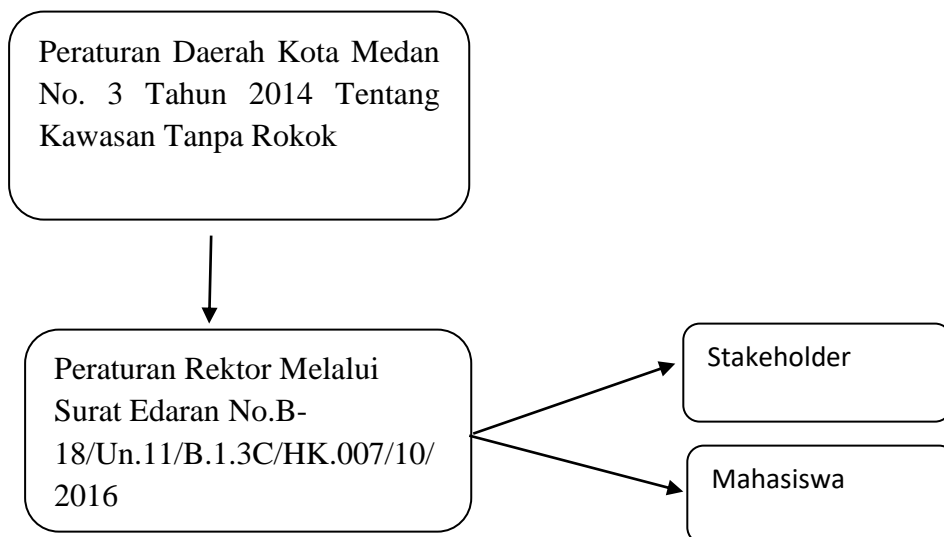 Peraturan Daerah Kota Medan
No. 3 Tahun 2014 Tentang
Kawasan Tanpa Rokok
Peraturan Rektor Melalui
Surat Edaran No.B-
18/Un.11/B.1.3C/HK.007/10/
2016
Stakeholder
Mahasiswa